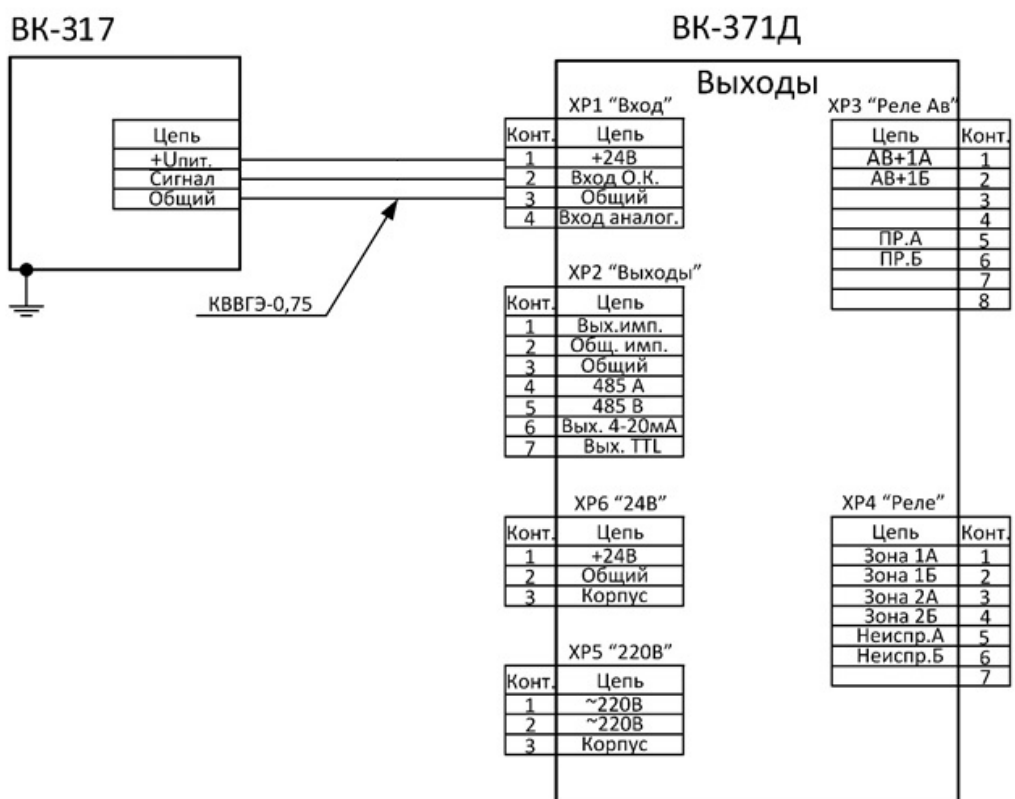 ВК-317
Цепь
+Uпит.
Сигнал
Общий
КВВГЭ-0,75
ВК-371Д
Выходы
ХР1 “Вход”
Конт. Цепь
1 +24В
2 Вход О.К.
3 Общий
4 Вход аналог.
ХР2 “Выходы”
Конт. Цепь
1 Вых.имп.
2 Общ. имп.
3 Общий
4 485 А
5 485 В
6 Вых. 4-20мА
7 Вых. TTL
ХР6 “24В”
Конт. Цепь
1 +24В
2 Общий
3 Корпус
ХР5 “220В”
Конт. Цепь
1 ~220В
2 ~220В
3 Корпус
ХР3 “Реле Ав”
Цепь Конт.
АВ+1А 1
АВ+1Б 2
3
4
ПР.А 5
ПР.Б 6
7
8
ХР4 “Реле”
Цепь Конт.
Зона 1А 1
Зона 1Б 2
Зона 2А 3
Зона 2Б 4
Неиспр.А 5
Неиспр.Б 6
7